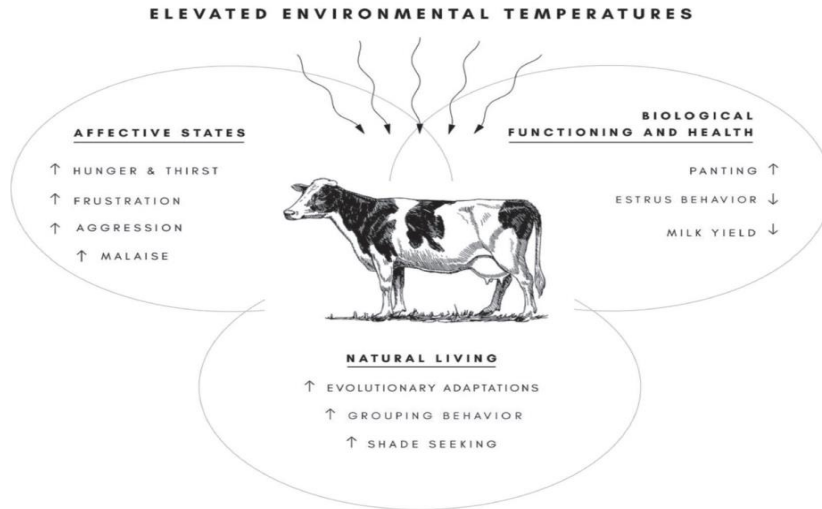 ELEVATED ENVIRONMENTAL TEMPERATURES
AFFECTIVE STATES
↑ HUNGER & THIRST
↑ FRUSTRATION
↑ AGGRESSION
↑ MALAISE
BIOLOGICAL
FUNCTIONING AND HEALTH
PANTING ↑
ESTRUS BEHAVIOR ↓
MILK YIELD ↓
NATURAL LIVING
↑ EVOLUTIONARY ADAPTATIONS
↑ GROUPING BEHAVIOR
↑ SHADE SEEKING